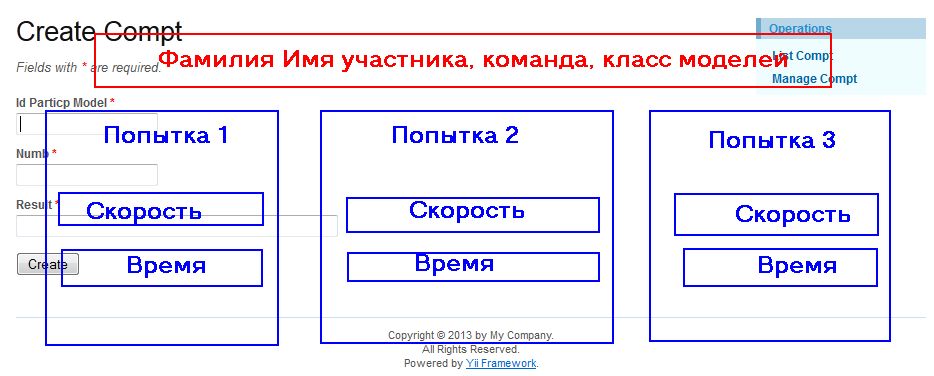 Create Compt
Operations
Фамилия Имя участника, команда, класс моделей
List Compt
Fields with * are required.
Manage Compt
Id Particp Model *
Попытка 1
Попытка 2
Попытка 3
Numb *
Result *
Скорость
Скорость
Скорость
Create
Время
Время
Время
Copyright © 2013 by My Company.
All Rights Reserved.
Powered by Yii Framework.